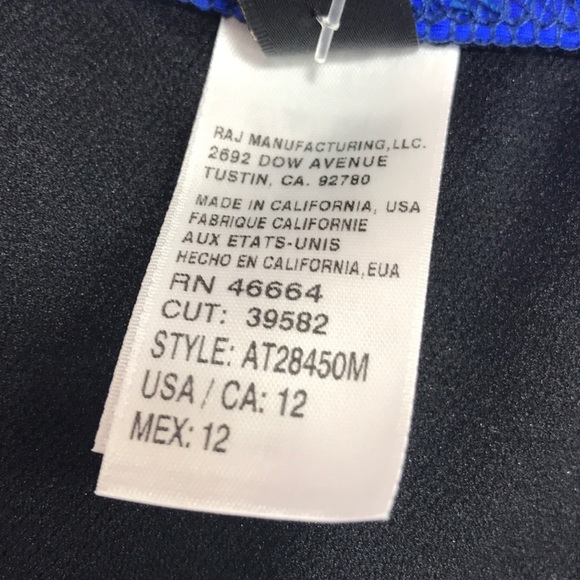 RAJ MANUFACTURING,LLC.
2692 DOW AVENUE
TUSTIN, CA. 92780
MADE IN CALIFORNIA, USA
FABRIQUE CALIFORNIE
AUX ETATS-UNIS
HECHO EN CALIFORNIA,EUA
RN 46664
CUT: 39582
STYLE: AT28450M
USA / CA: 12
MEX: 12